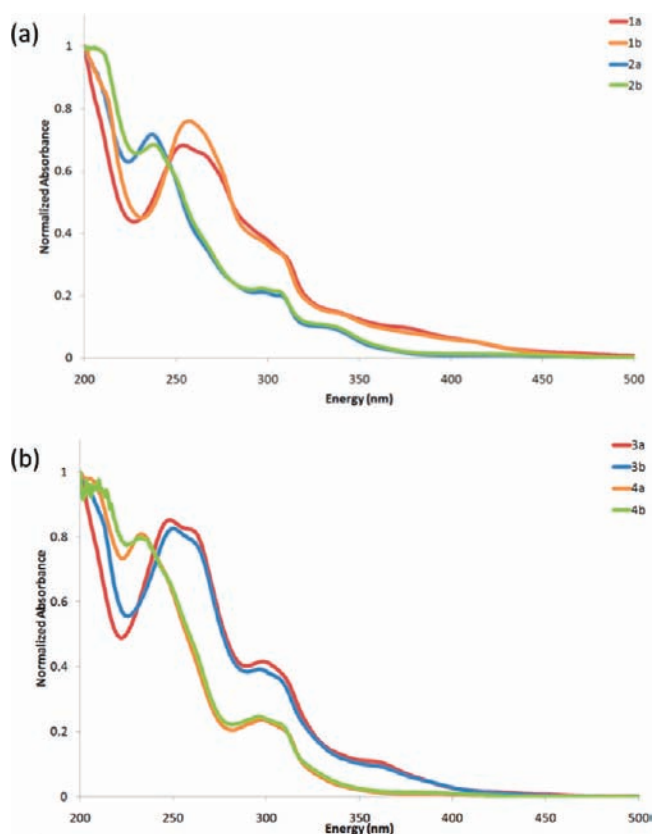 (a)
1a
1b
2a
2b
1
0.8
0.6
0.4
0.2
0
Normalized Absorbance
200 250 300 350 400 450 500
Energy (nm)
(b)
3a
3b
4a
4b
1
0.8
0.6
0.4
0.2
0
Normalized Absorbance
200 250 300 350 400 450 500
Energy (nm)